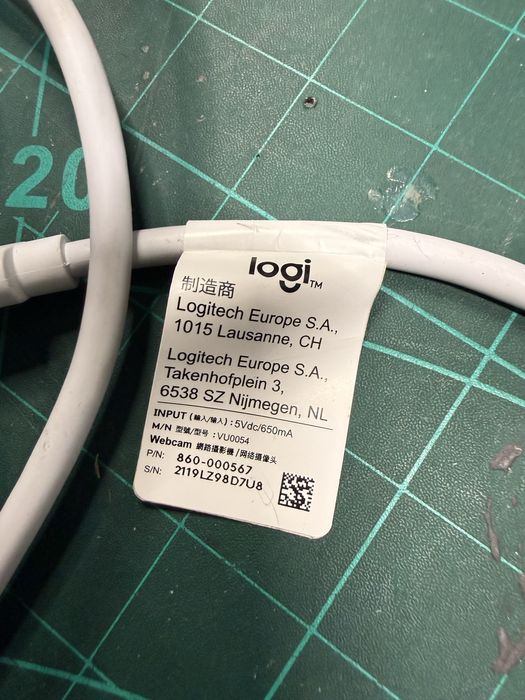 20
logi™
制造商
Logitech Europe S.A.,
1015 Lausanne, CH
Logitech Europe S.A.,
Takenhofplein 3,
6538 SZ Nijmegen, NL
INPUT (輸入/输入) : 5Vdc/650mA
M/N 型號/型号 : VU0054
Webcam 網路攝影機/网络摄像头
P/N: 860-000567
S/N: 2119LZ98D7U8